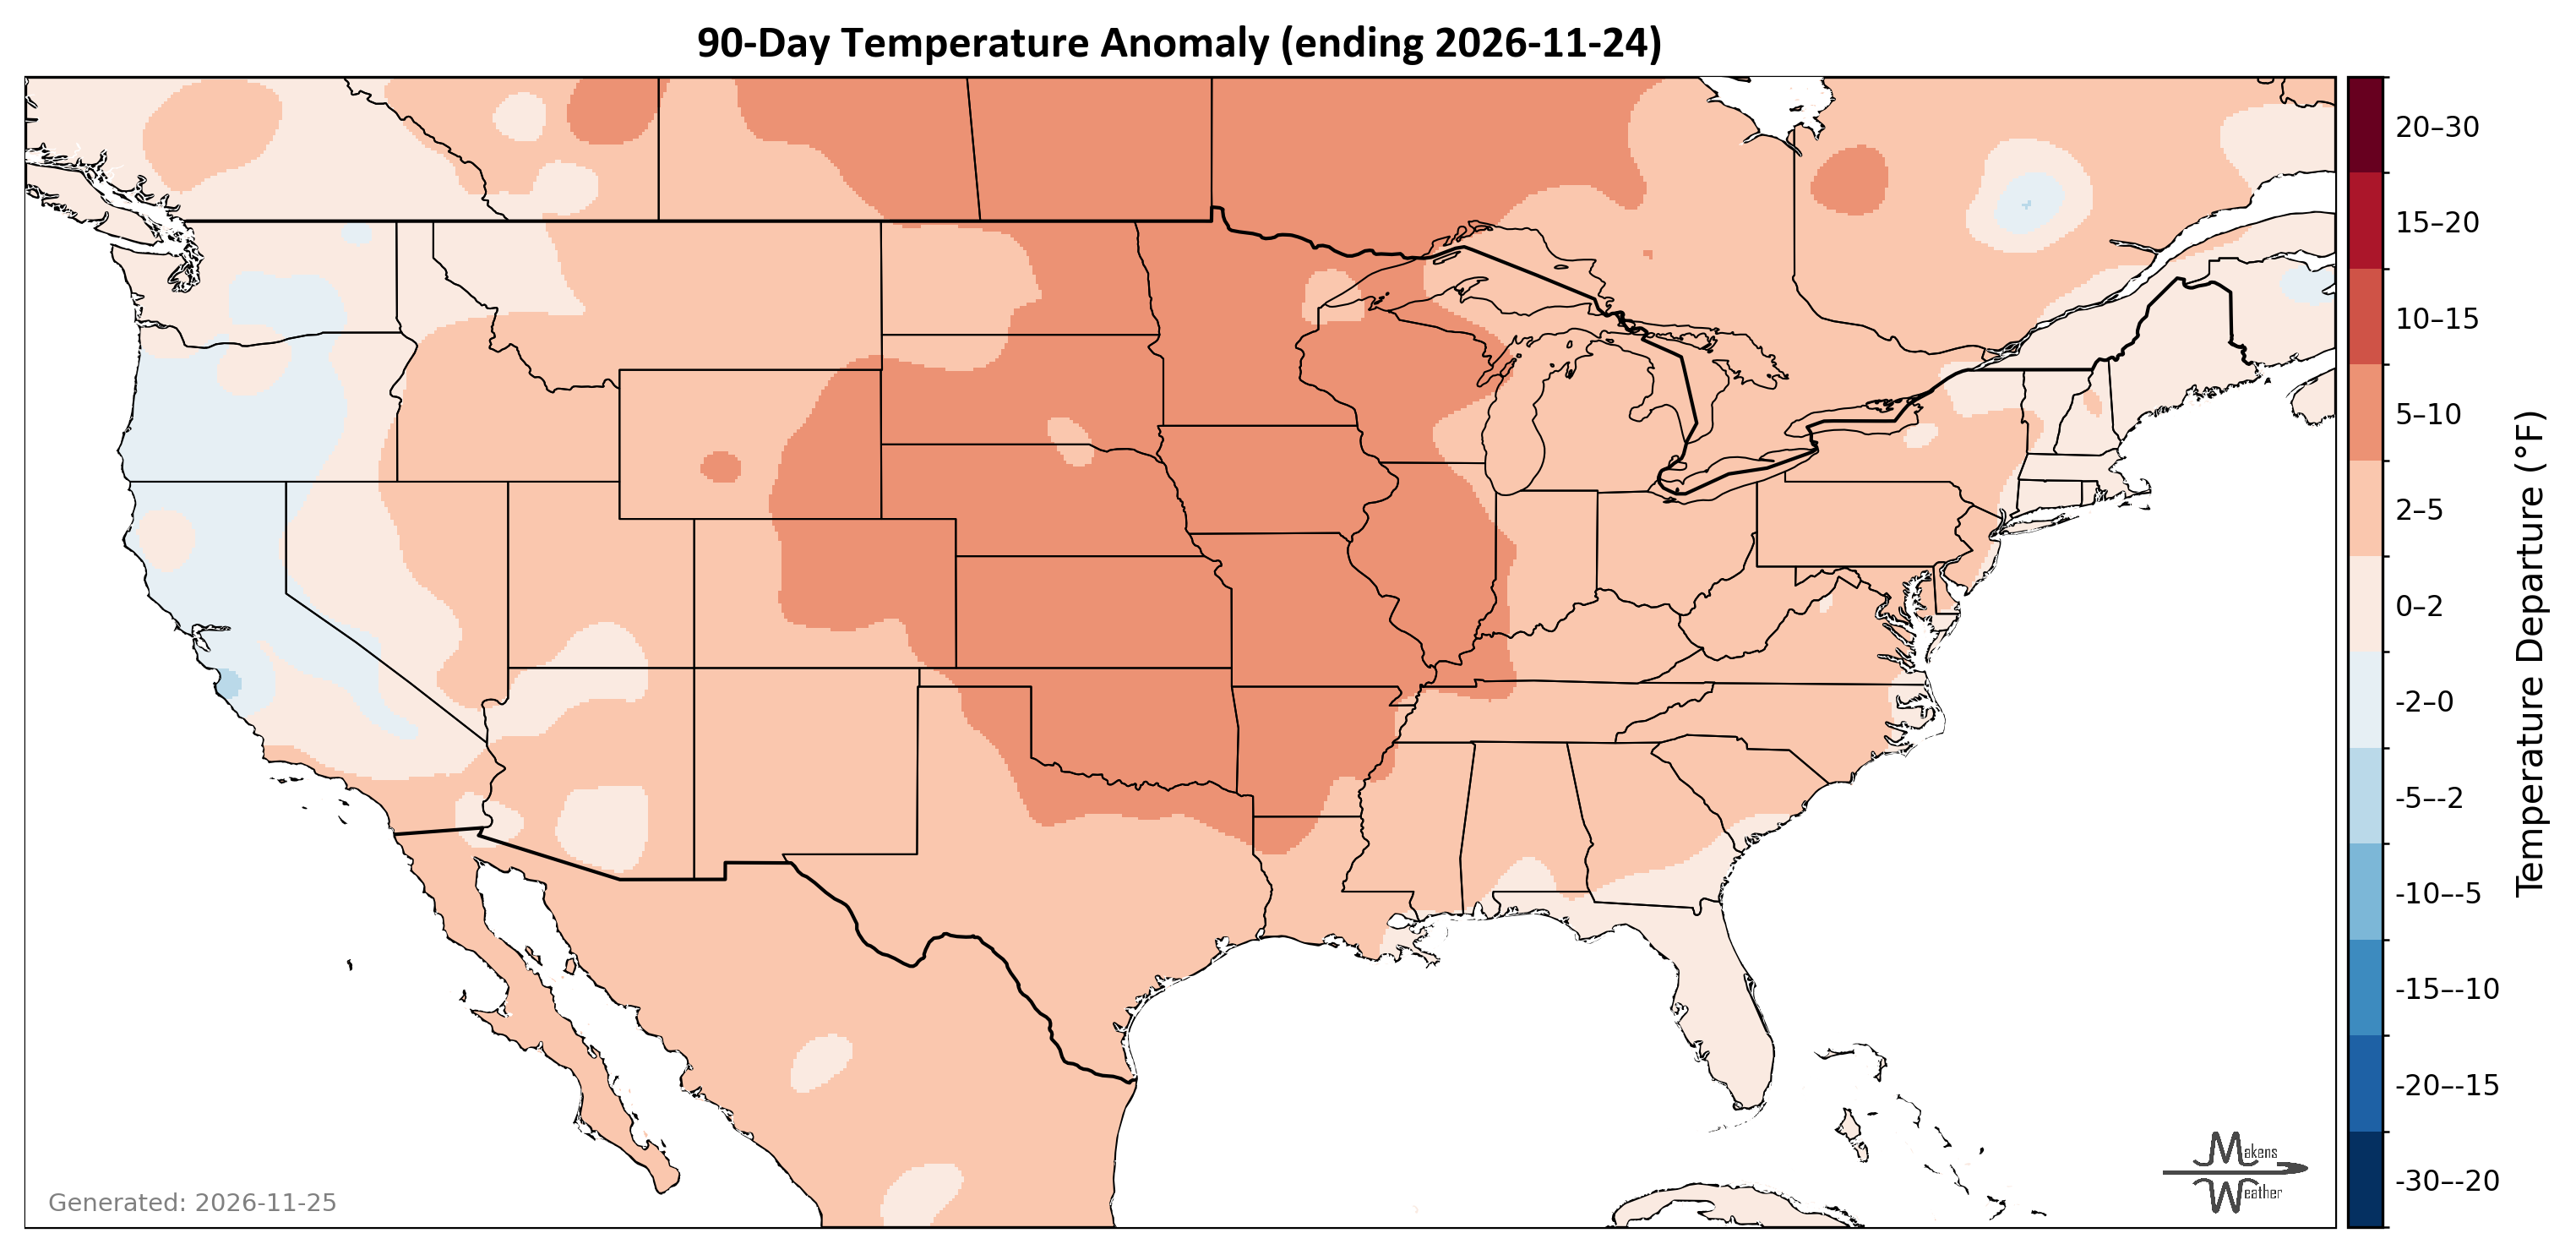 90-Day Temperature Anomaly (ending 2026-11-24)
20–30
15–20
10–15
5–10
2–5
0–2
-2–0
-5–-2
-10–-5
-15–-10
-20–-15
-30–-20
Temperature Departure (°F)
Generated: 2026-11-25
Makens
Weather